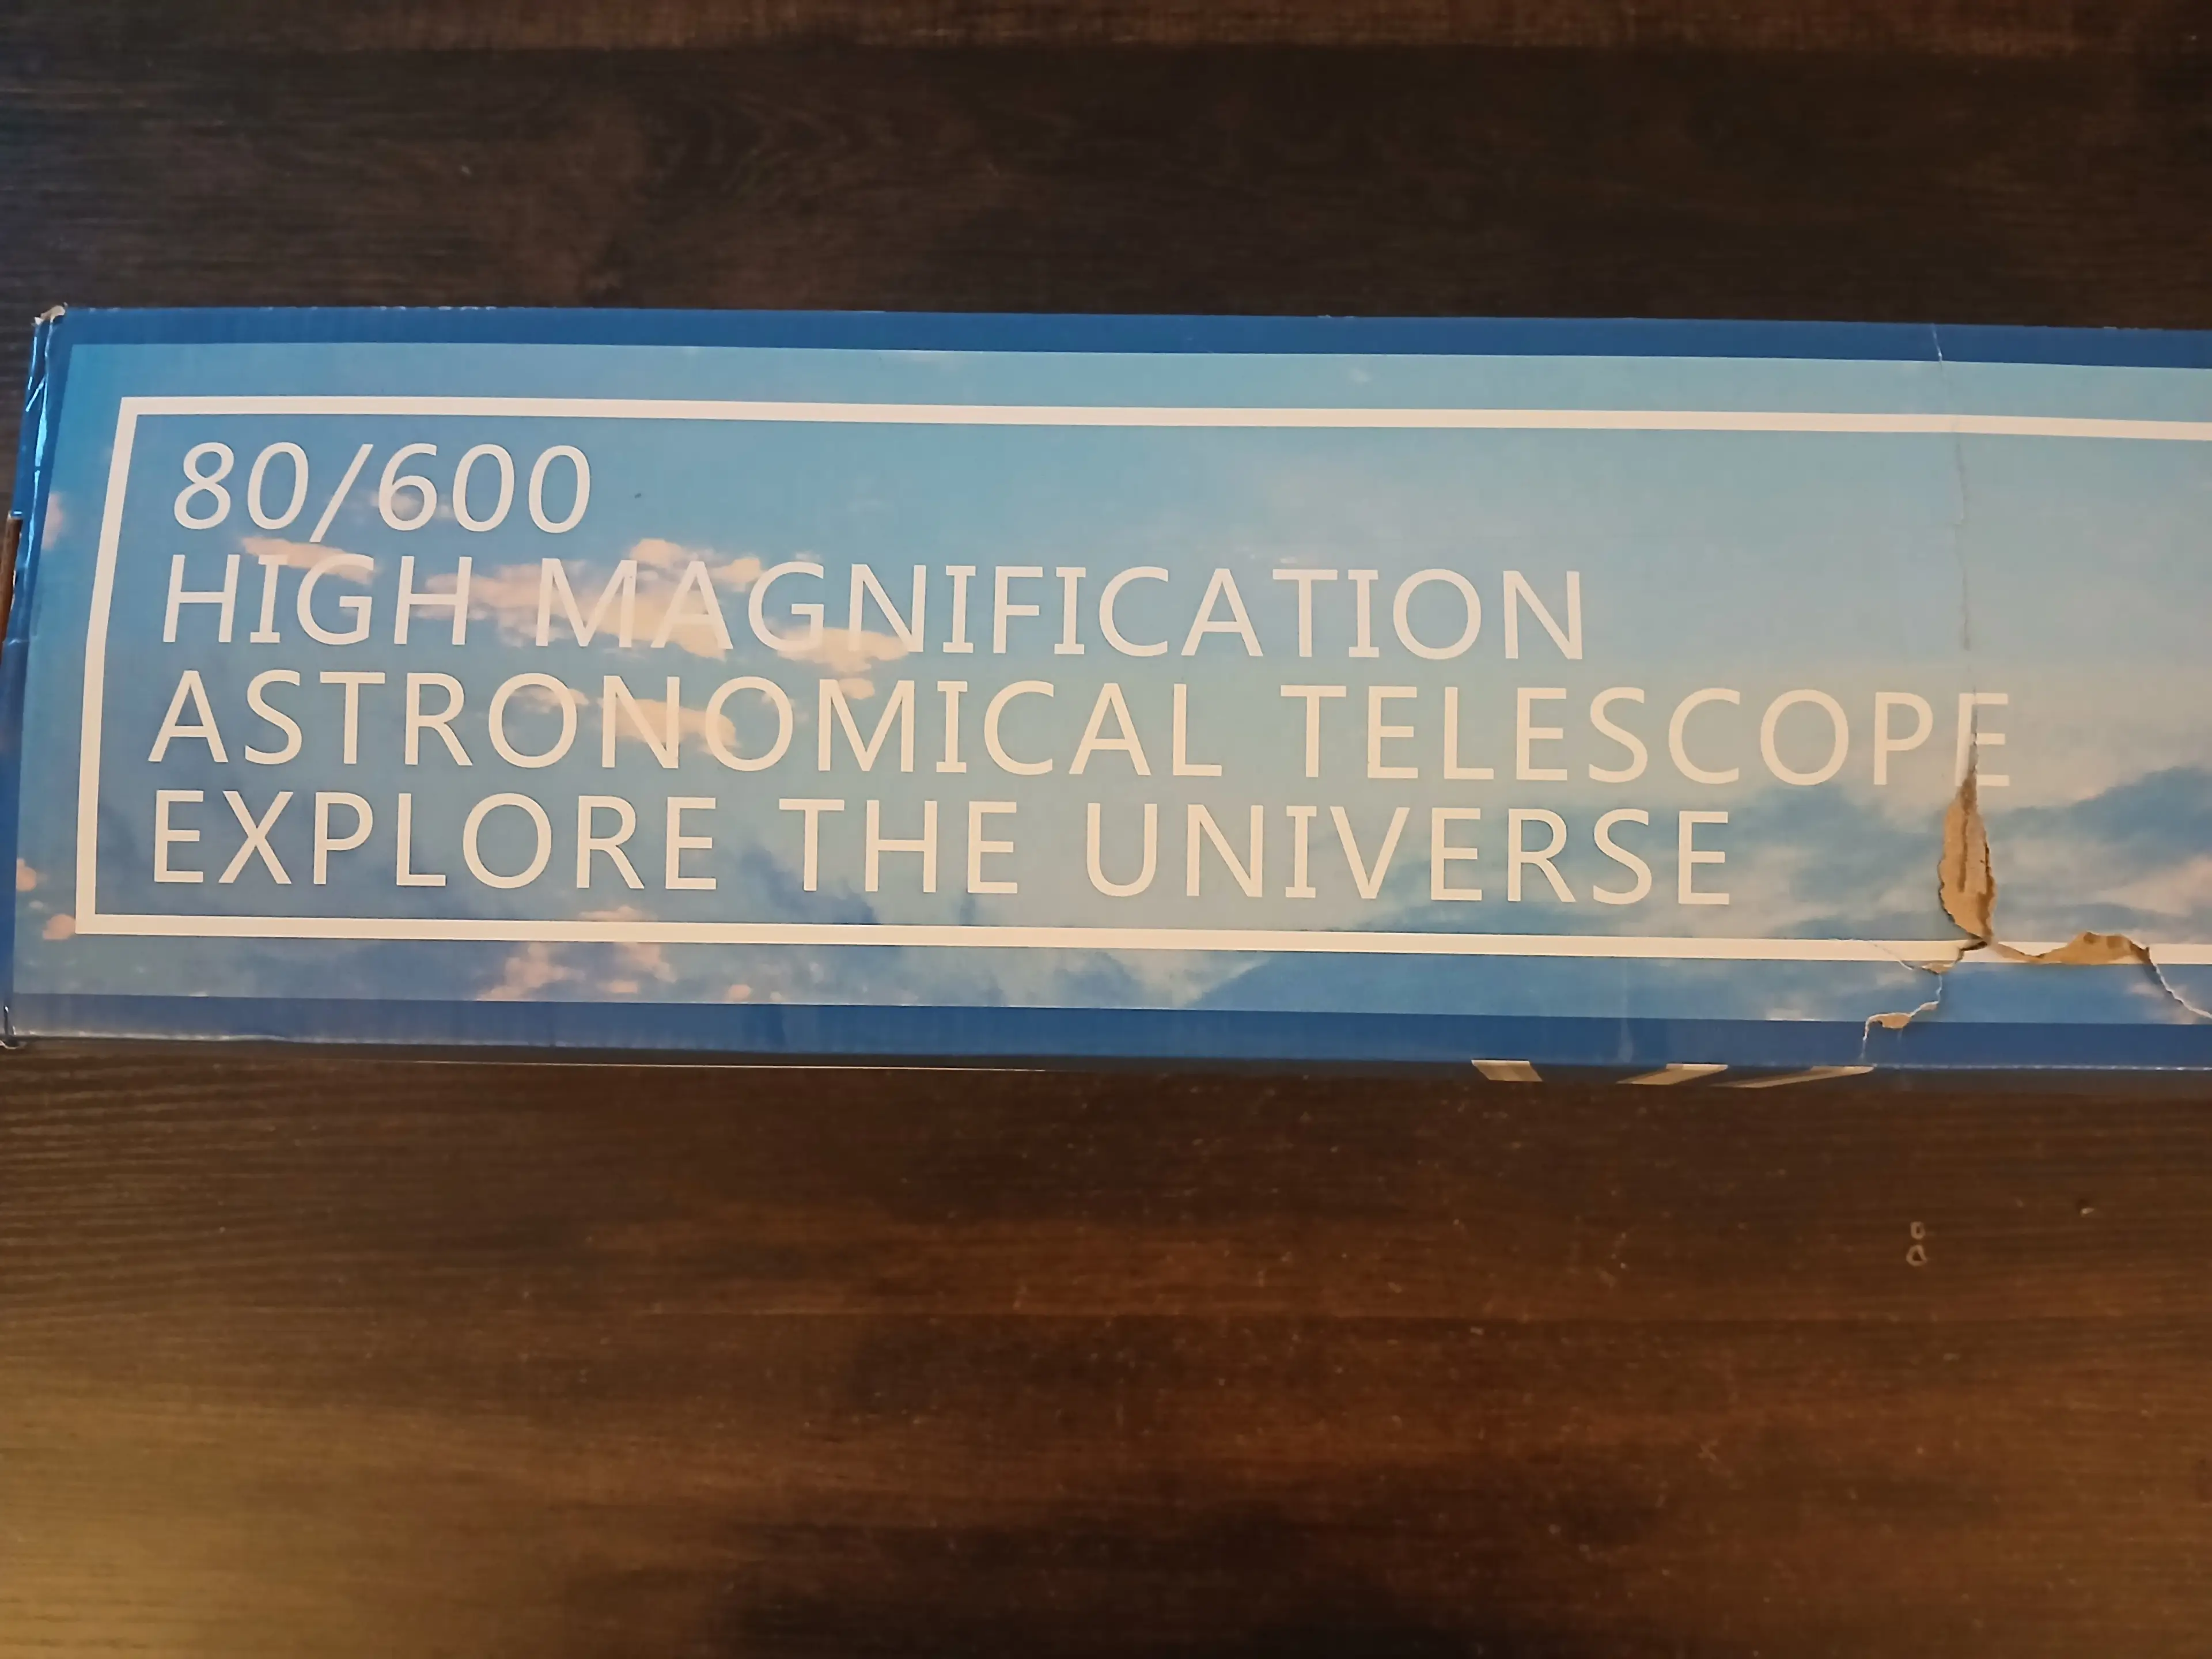 80/600
HIGH MAGNIFICATION
ASTRONOMICAL TELESCOPE
EXPLORE THE UNIVERSE